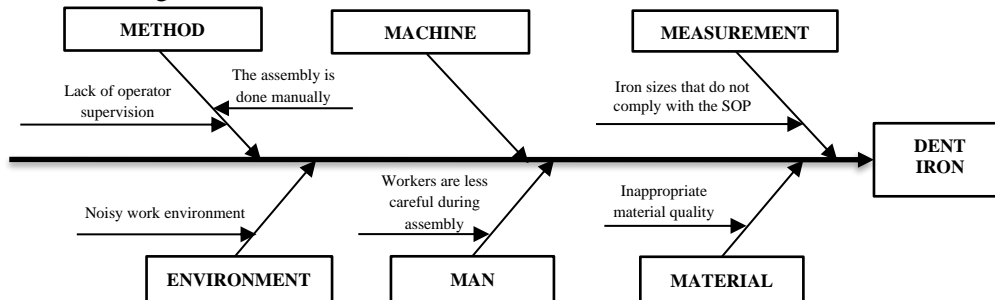 METHOD
MACHINE
MEASUREMENT
Lack of operator
supervision
The assembly is
done manually
Iron sizes that do not
comply with the SOP
DENT
IRON
Noisy work environment
Workers are less
careful during
assembly
Inappropriate
material quality
ENVIRONMENT
MAN
MATERIAL